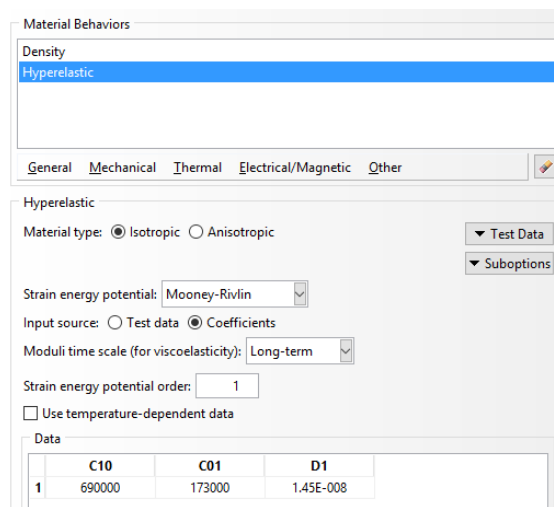 Material Behaviors
Density
Hyperelastic
General Mechanical Thermal Electrical/Magnetic Other
Hyperelastic
Material type: Isotropic Anisotropic
Test Data
Suboptions
Strain energy potential: Mooney-Rivlin
Input source: Test data Coefficients
Moduli time scale (for viscoelasticity): Long-term
Strain energy potential order: 1
Use temperature-dependent data
Data
C10 C01 D1
1 690000 173000 1.45E-008